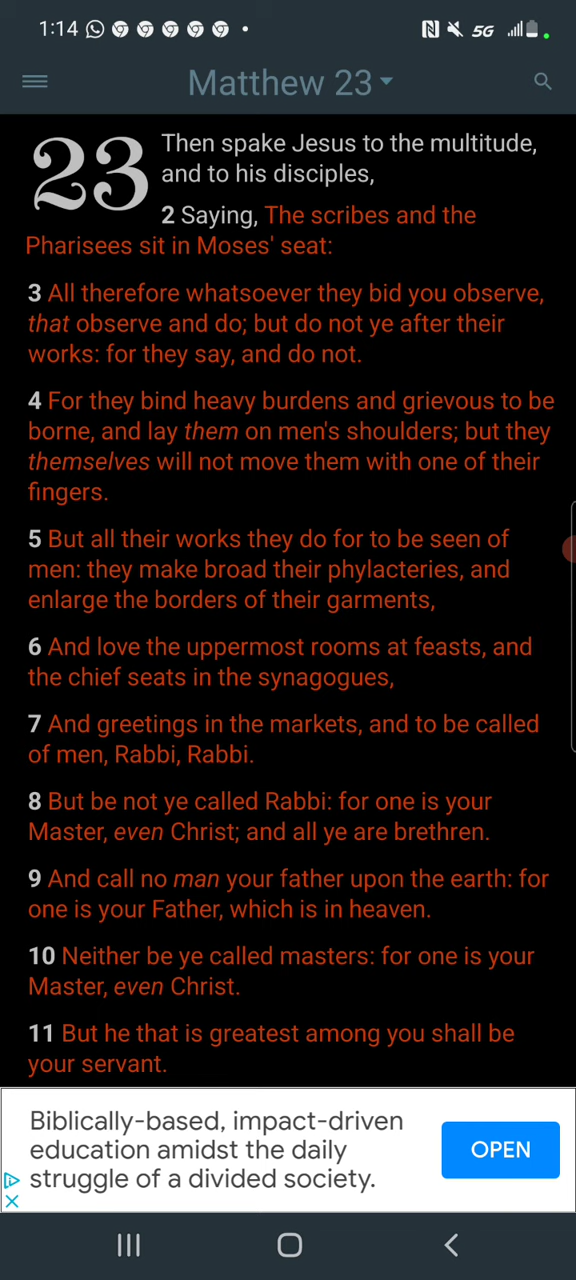 1:14
5G
Matthew 23
23 Then spake Jesus to the multitude,
and to his disciples,
2 Saying, The scribes and the
Pharisees sit in Moses' seat:
3 All therefore whatsoever they bid you observe,
that observe and do; but do not ye after their
works: for they say, and do not.
4 For they bind heavy burdens and grievous to be
borne, and lay them on men's shoulders; but they
themselves will not move them with one of their
fingers.
5 But all their works they do for to be seen of
men: they make broad their phylacteries, and
enlarge the borders of their garments,
6 And love the uppermost rooms at feasts, and
the chief seats in the synagogues,
7 And greetings in the markets, and to be called
of men, Rabbi, Rabbi.
8 But be not ye called Rabbi: for one is your
Master, even Christ; and all ye are brethren.
9 And call no man your father upon the earth: for
one is your Father, which is in heaven.
10 Neither be ye called masters: for one is your
Master, even Christ.
11 But he that is greatest among you shall be
your servant.
Biblically-based, impact-driven
education amidst the daily
struggle of a divided society.
OPEN